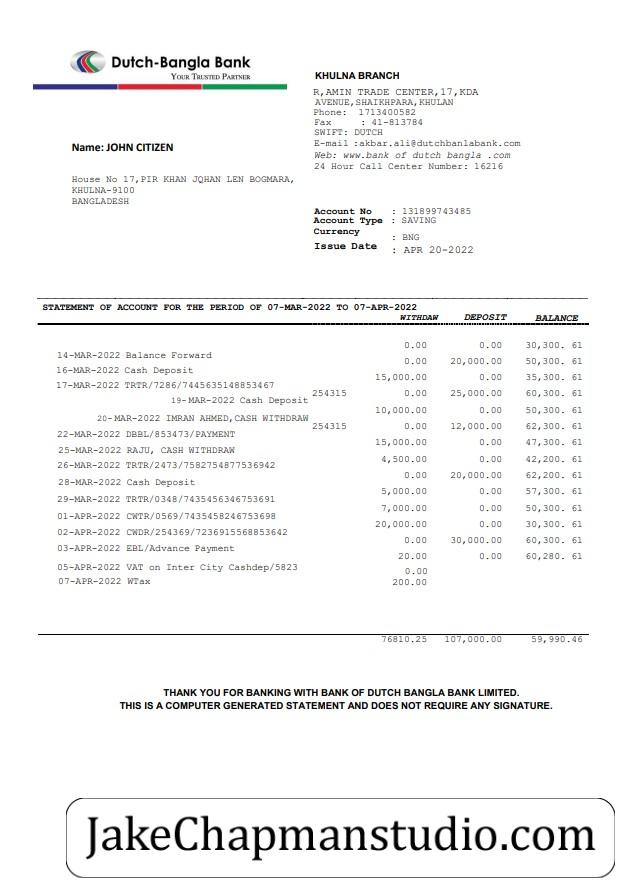 Dutch-Bangla Bank
YOUR TRUSTED PARTNER
KHULNA BRANCH
R,AMIN TRADE CENTER,17,KDA
AVENUE,SHAIKHPARA,KHULAN
Phone: 1713400582
Fax : 41-813784
SWIFT: DUTCH
E-mail :akbar.ali@dutchbanlabank.com
Web: www.bank of dutch bangla .com
24 Hour Call Center Number: 16216
Name: JOHN CITIZEN
House No 17,PIR KHAN JQHAN LEN BOGMARA,
KHULNA-9100
BANGLADESH
Account No : 131899743485
Account Type : SAVING
Currency : BNG
Issue Date : APR 20-2022
STATEMENT OF ACCOUNT FOR THE PERIOD OF 07-MAR-2022 TO 07-APR-2022
WITHDAW DEPOSIT BALANCE
0.00 0.00 30,300. 61
14-MAR-2022 Balance Forward
0.00 20,000.00 50,300. 61
16-MAR-2022 Cash Deposit
15,000.00 0.00 35,300. 61
17-MAR-2022 TRTR/7286/7445635148853467
254315 0.00 25,000.00 60,300. 61
19-MAR-2022 Cash Deposit
10,000.00 0.00 50,300. 61
20-MAR-2022 IMRAN AHMED,CASH WITHDRAW
254315 0.00 12,000.00 62,300. 61
22-MAR-2022 DBBL/853473/PAYMENT
15,000.00 0.00 47,300. 61
25-MAR-2022 RAJU, CASH WITHDRAW
4,500.00 0.00 42,200. 61
26-MAR-2022 TRTR/2473/7582754877536942
0.00 20,000.00 62,200. 61
28-MAR-2022 Cash Deposit
5,000.00 0.00 57,300. 61
29-MAR-2022 TRTR/0348/7435456346753691
7,000.00 0.00 50,300. 61
01-APR-2022 CWTR/0569/7435458246753698
20,000.00 0.00 30,300. 61
02-APR-2022 CWDR/254369/7236915568853642
0.00 30,000.00 60,300. 61
03-APR-2022 EBL/Advance Payment
20.00 0.00 60,280. 61
05-APR-2022 VAT on Inter City Cashdep/5823
0.00
07-APR-2022 WTax 200.00
76810.25 107,000.00 59,990.46
THANK YOU FOR BANKING WITH BANK OF DUTCH BANGLA BANK LIMITED.
THIS IS A COMPUTER GENERATED STATEMENT AND DOES NOT REQUIRE ANY SIGNATURE.
JakeChapmanstudio.com